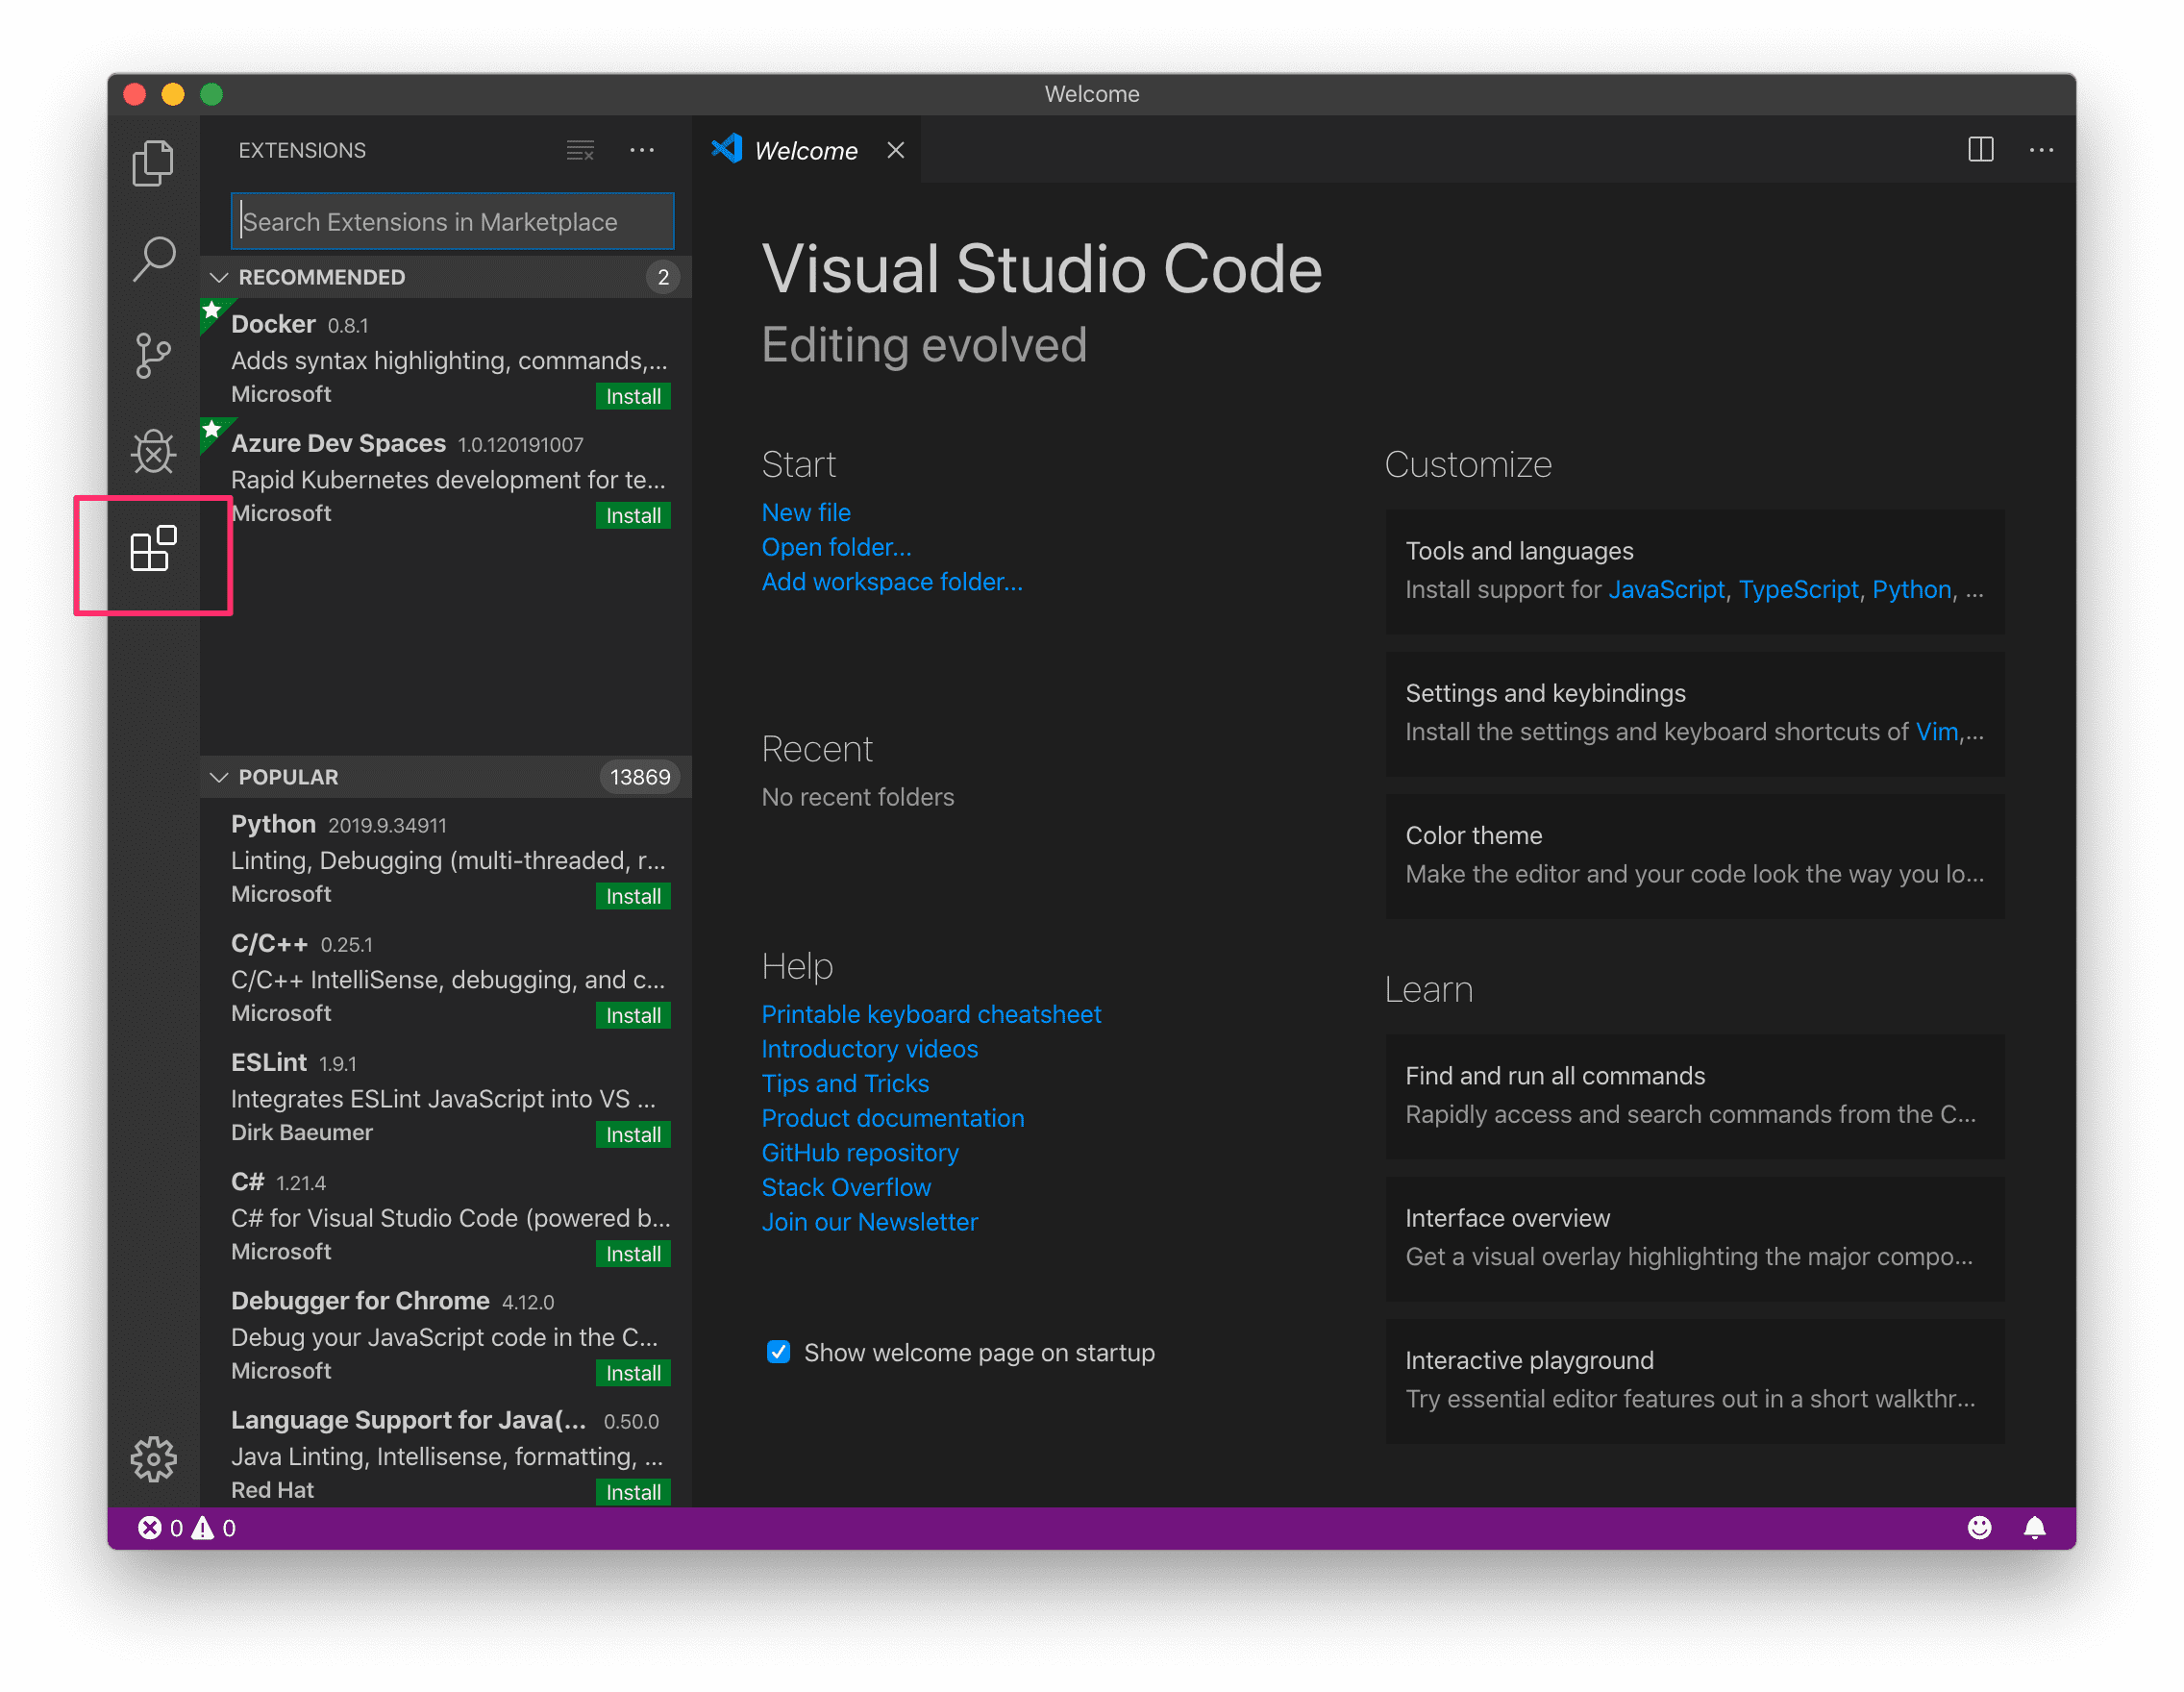 Welcome
EXTENSIONS
Search Extensions in Marketplace
RECOMMENDED 2
Docker 0.8.1
Adds syntax highlighting, commands,...
Microsoft Install
Azure Dev Spaces 1.0.120191007
Rapid Kubernetes development for te...
Microsoft Install
POPULAR 13869
Python 2019.9.34911
Linting, Debugging (multi-threaded, r...
Microsoft Install
C/C++ 0.25.1
C/C++ IntelliSense, debugging, and c...
Microsoft Install
ESLint 1.9.1
Integrates ESLint JavaScript into VS ...
Dirk Baeumer Install
C# 1.21.4
C# for Visual Studio Code (powered b...
Microsoft Install
Debugger for Chrome 4.12.0
Debug your JavaScript code in the C...
Microsoft Install
Language Support for Java(... 0.50.0
Java Linting, Intellisense, formatting, ...
Red Hat Install
Welcome
Visual Studio Code
Editing evolved
Start
New file
Open folder...
Add workspace folder...
Recent
No recent folders
Help
Printable keyboard cheatsheet
Introductory videos
Tips and Tricks
Product documentation
GitHub repository
Stack Overflow
Join our Newsletter
Show welcome page on startup
Customize
Tools and languages
Install support for JavaScript, TypeScript, Python, ...
Settings and keybindings
Install the settings and keyboard shortcuts of Vim,...
Color theme
Make the editor and your code look the way you lo...
Learn
Find and run all commands
Rapidly access and search commands from the C...
Interface overview
Get a visual overlay highlighting the major compo...
Interactive playground
Try essential editor features out in a short walkthr...
0 0